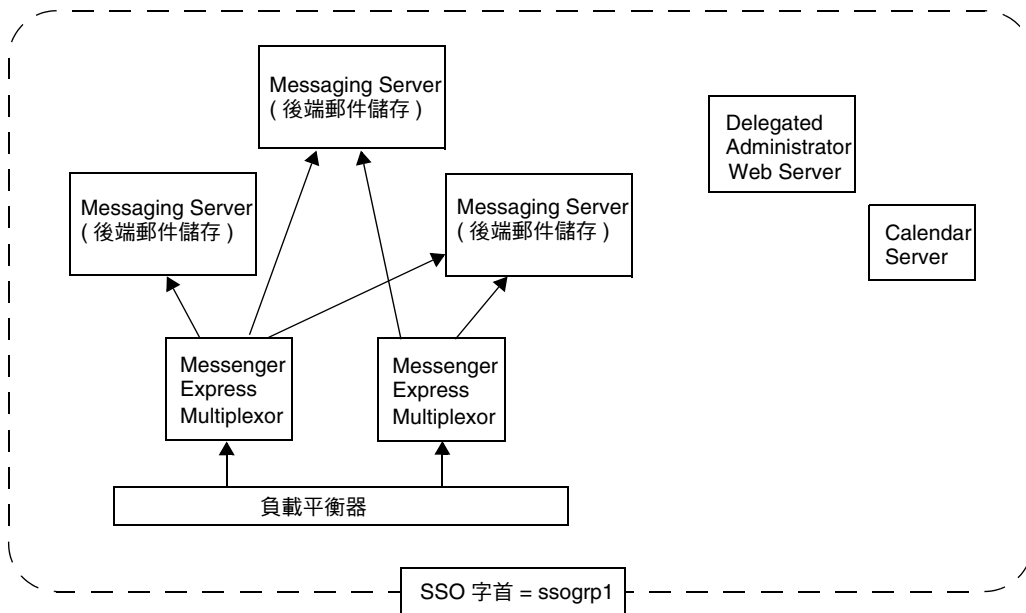 Messaging Server
( 後端郵件儲存 )
Delegated
Administrator
Web Server
Messaging Server
( 後端郵件儲存 )
Messaging Server
( 後端郵件儲存 )
Calendar
Server
Messenger
Express
Multiplexor
Messenger
Express
Multiplexor
負載平衡器
SSO 字首 = ssogrp1